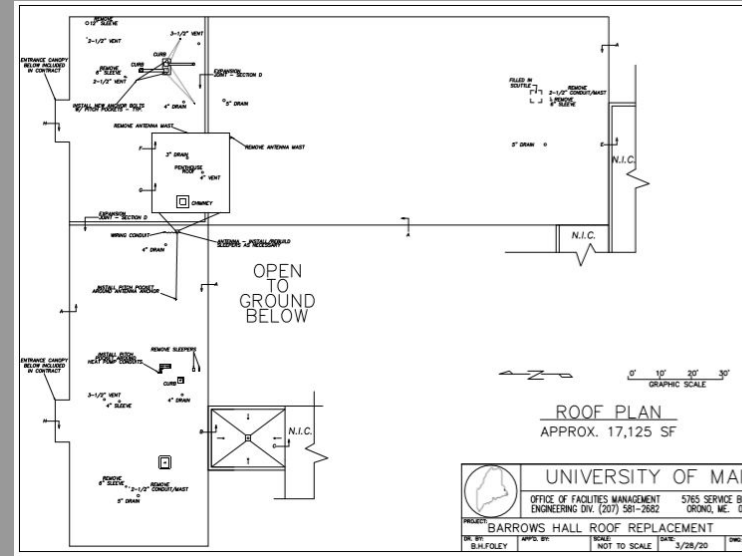 REMOVE
12" SLEEVE
2-1/2" VENT
3-1/2" VENT
CURB
CURB
REMOVE
6" SLEEVE
2-1/2" VENT
ENTRANCE CANOPY
BELOW INCLUDED
IN CONTRACT
EXPANSION
JOINT - SECTION D
INSTALL NEW ANCHOR BOLTS
W/ PITCH POCKETS - TYP.
4" DRAIN
5" DRAIN
FILLED IN
SCUTTLE
REMOVE
2-1/2" CONDUIT/MAST
REMOVE
6" SLEEVE
5" DRAIN
A
H
E
N.I.C.
REMOVE ANTENNA MAST
REMOVE ANTENNA MAST
F
3" DRAIN
PENTHOUSE
ROOF
4" VENT
G
CHIMNEY
EXPANSION
JOINT - SECTION D
WIRING CONDUIT
4" DRAIN
ANTENNA - INSTALL/REBUILD
SLEEPERS AS NECESSARY
A
N.I.C.
OPEN
TO
GROUND
BELOW
INSTALL PITCH POCKET
AROUND ANTENNA ANCHOR
A
A
ENTRANCE CANOPY
BELOW INCLUDED
IN CONTRACT
INSTALL PITCH
POCKET AROUND
HEAT PUMP CONDUITS
REMOVE SLEEPERS
CURB
3-1/2" VENT
4" SLEEVE
4" DRAIN
H
B
C
N.I.C.
REMOVE
8" SLEEVE
2-1/2" REMOVE
CONDUIT/MAST
5" DRAIN
N
0' 10' 20' 30'
GRAPHIC SCALE
ROOF PLAN
APPROX. 17,125 SF
UNIVERSITY OF MAI
OFFICE OF FACILITIES MANAGEMENT 5765 SERVICE B
ENGINEERING DIV. (207) 581-2682 ORONO, ME. 0
PROJECT:
BARROWS HALL ROOF REPLACEMENT
DR. BY: APP'D. BY: SCALE: DATE: DWG
B.H.FOLEY NOT TO SCALE 3/28/20